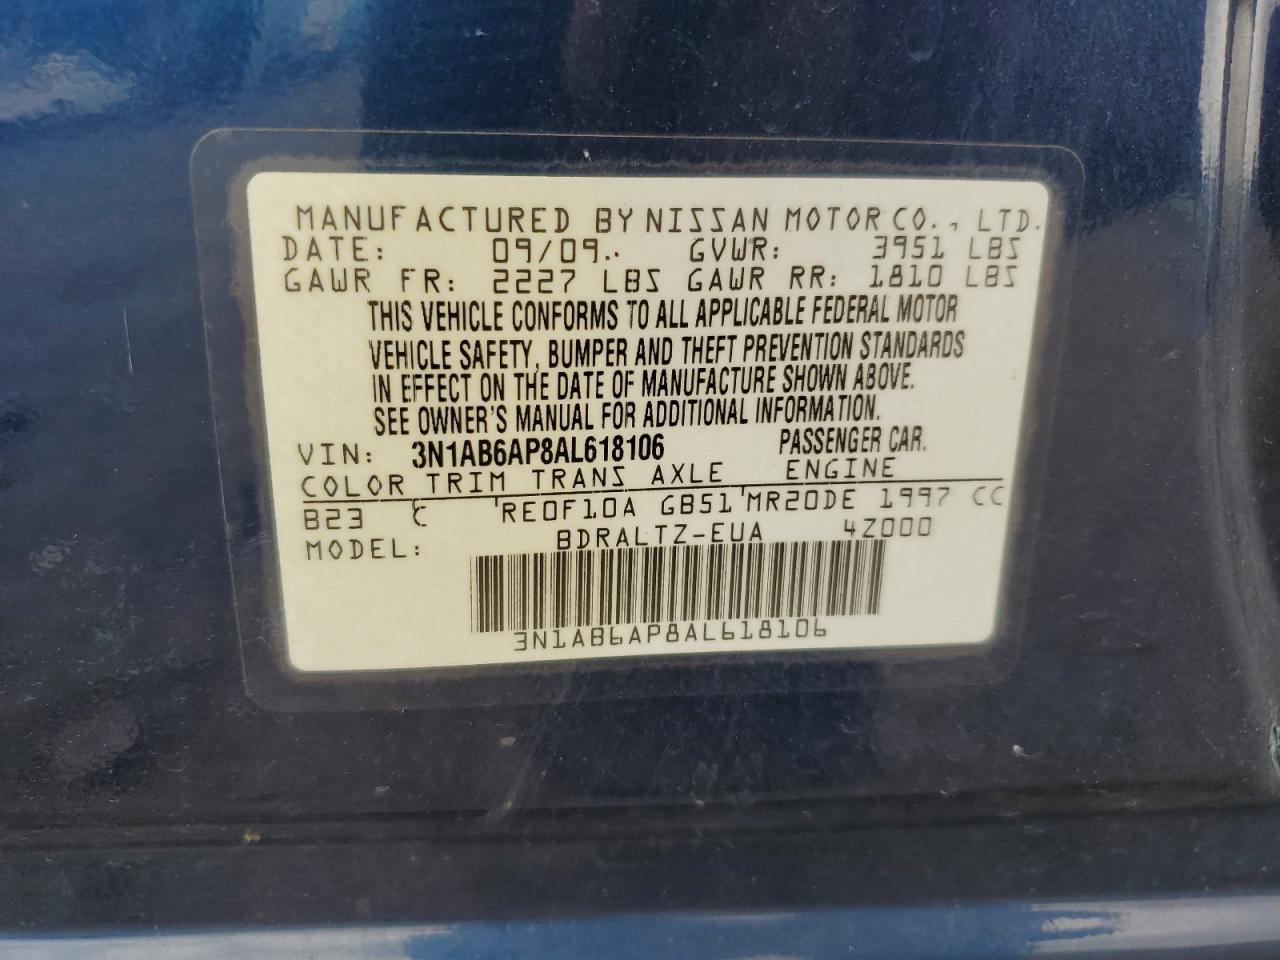 MANUFACTURED BY NISSAN MOTOR CO., LTD.
DATE: 09/09. GVWR: 3951 LBS
GAWR FR: 2227 LBS GAWR RR: 1810 LBS
THIS VEHICLE CONFORMS TO ALL APPLICABLE FEDERAL MOTOR
VEHICLE SAFETY, BUMPER AND THEFT PREVENTION STANDARDS
IN EFFECT ON THE DATE OF MANUFACTURE SHOWN ABOVE.
SEE OWNER'S MANUAL FOR ADDITIONAL INFORMATION.
VIN: 3N1AB6AP8AL618106 PASSENGER CAR.
COLOR TRIM TRANS AXLE ENGINE
B23 C RE0F10A GB51 MR20DE 1997 CC
MODEL: BDRALTZ-EUA 4Z000
3N1AB6AP8AL618106